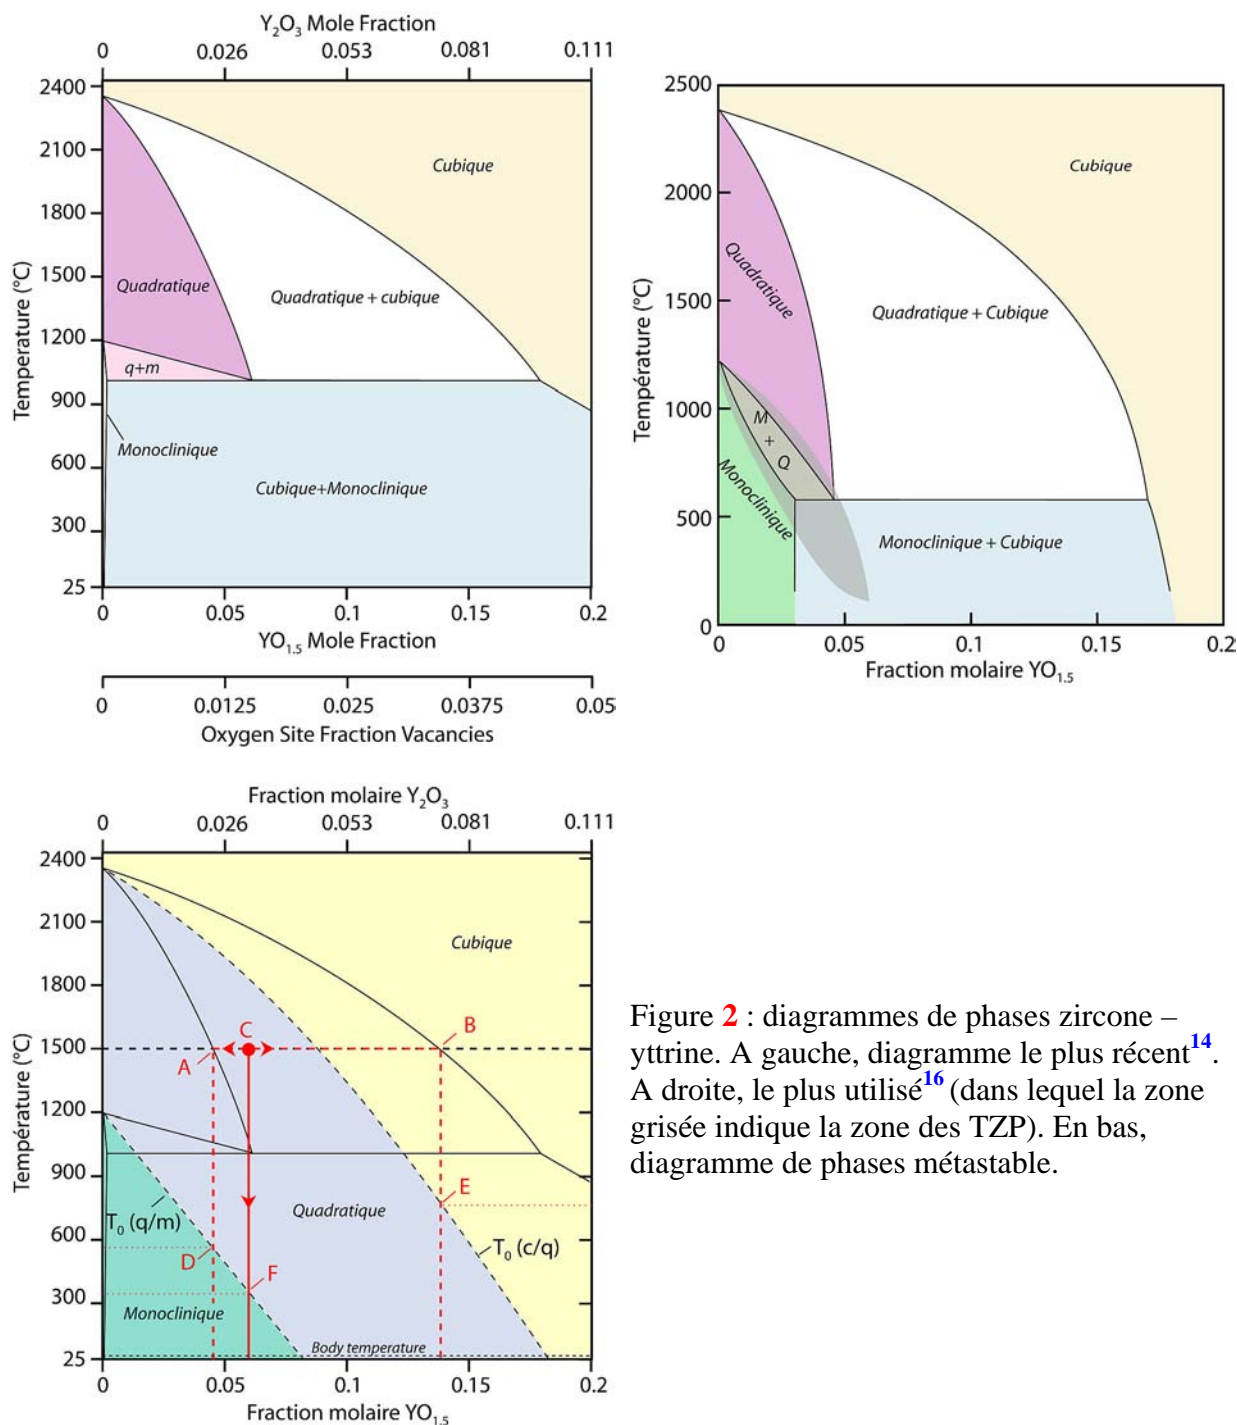 Y2O3 Mole Fraction
0 0.026 0.053 0.081 0.111
2400
2100
1800
1500
1200
900
600
300
25
Temperature (°C)
Cubique
Quadratique
Quadratique + cubique
q+m
Monoclinique
Cubique+Monoclinique
0 0.05 0.1 0.15 0.2
YO1.5 Mole Fraction
0 0.0125 0.025 0.0375 0.05
Oxygen Site Fraction Vacancies
2500
2000
1500
1000
500
0
Température (°C)
Cubique
Quadratique
Quadratique + Cubique
M
+
Q
Monoclinique
Monoclinique + Cubique
0 0.05 0.1 0.15 0.2
Fraction molaire YO1.5
Fraction molaire Y2O3
0 0.026 0.053 0.081 0.111
2400
2100
1800
1500
1200
900
600
300
25
Température (°C)
Cubique
C
B
A
E
Quadratique
T0 (q/m)
T0 (c/q)
D
F
Monoclinique
Body temperature
0 0.05 0.1 0.15 0.2
Fraction molaire YO1.5
Figure 2 : diagrammes de phases zircone –
yttrine. A gauche, diagramme le plus récent14.
A droite, le plus utilisé16 (dans lequel la zone
grisée indique la zone des TZP). En bas,
diagramme de phases métastable.